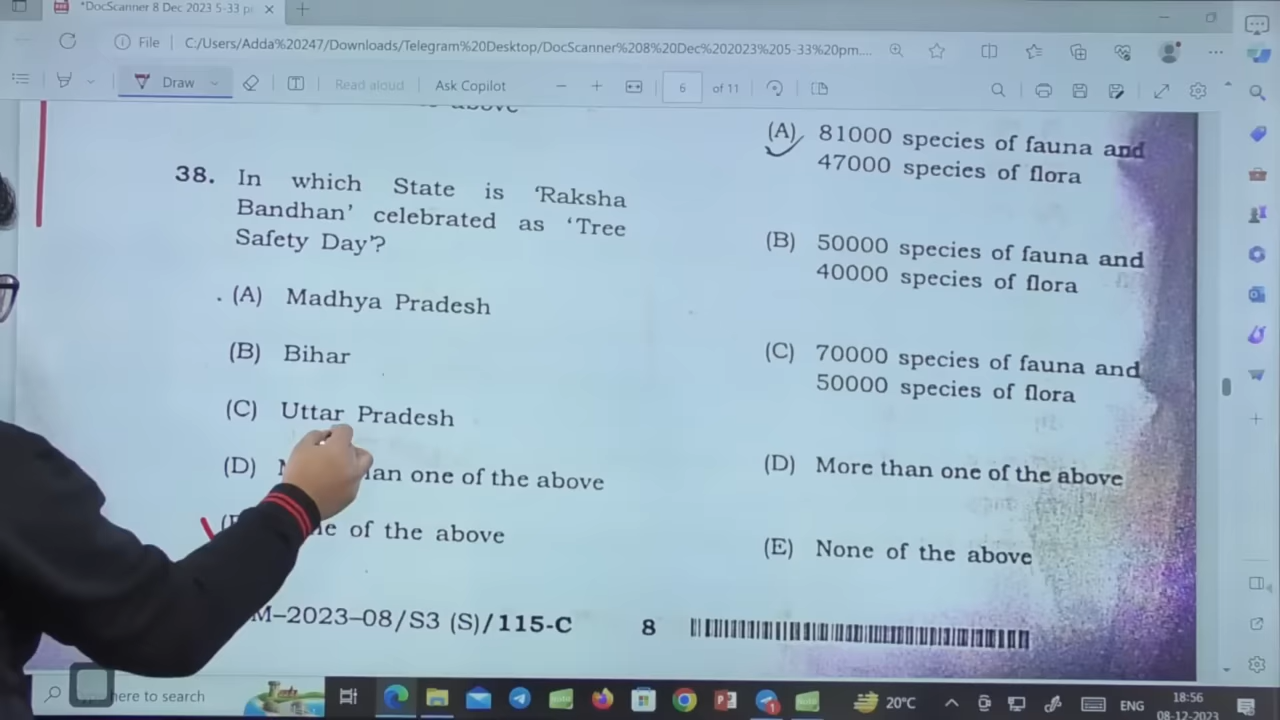 *DocScanner 8 Dec 2023 5-33 p
File
C:/Users/Adda%20247/Downloads/Telegram%20Desktop/DocScanner%208%20Dec%202023%205-33%20pm....
Draw
Read aloud
Ask Copilot
6
of 11
above
38. In which State is ‘Raksha
Bandhan’ celebrated as ‘Tree
Safety Day’?
(A) Madhya Pradesh
(B) Bihar
(C) Uttar Pradesh
(D) an one of the above
of the above
M–2023–08/S3 (S)/115-C
8
(A) 81000 species of fauna and
47000 species of flora
(B) 50000 species of fauna and
40000 species of flora
(C) 70000 species of fauna and
50000 species of flora
(D) More than one of the above
(E) None of the above
here to search
20°C
ENG
18:56
08-12-2023